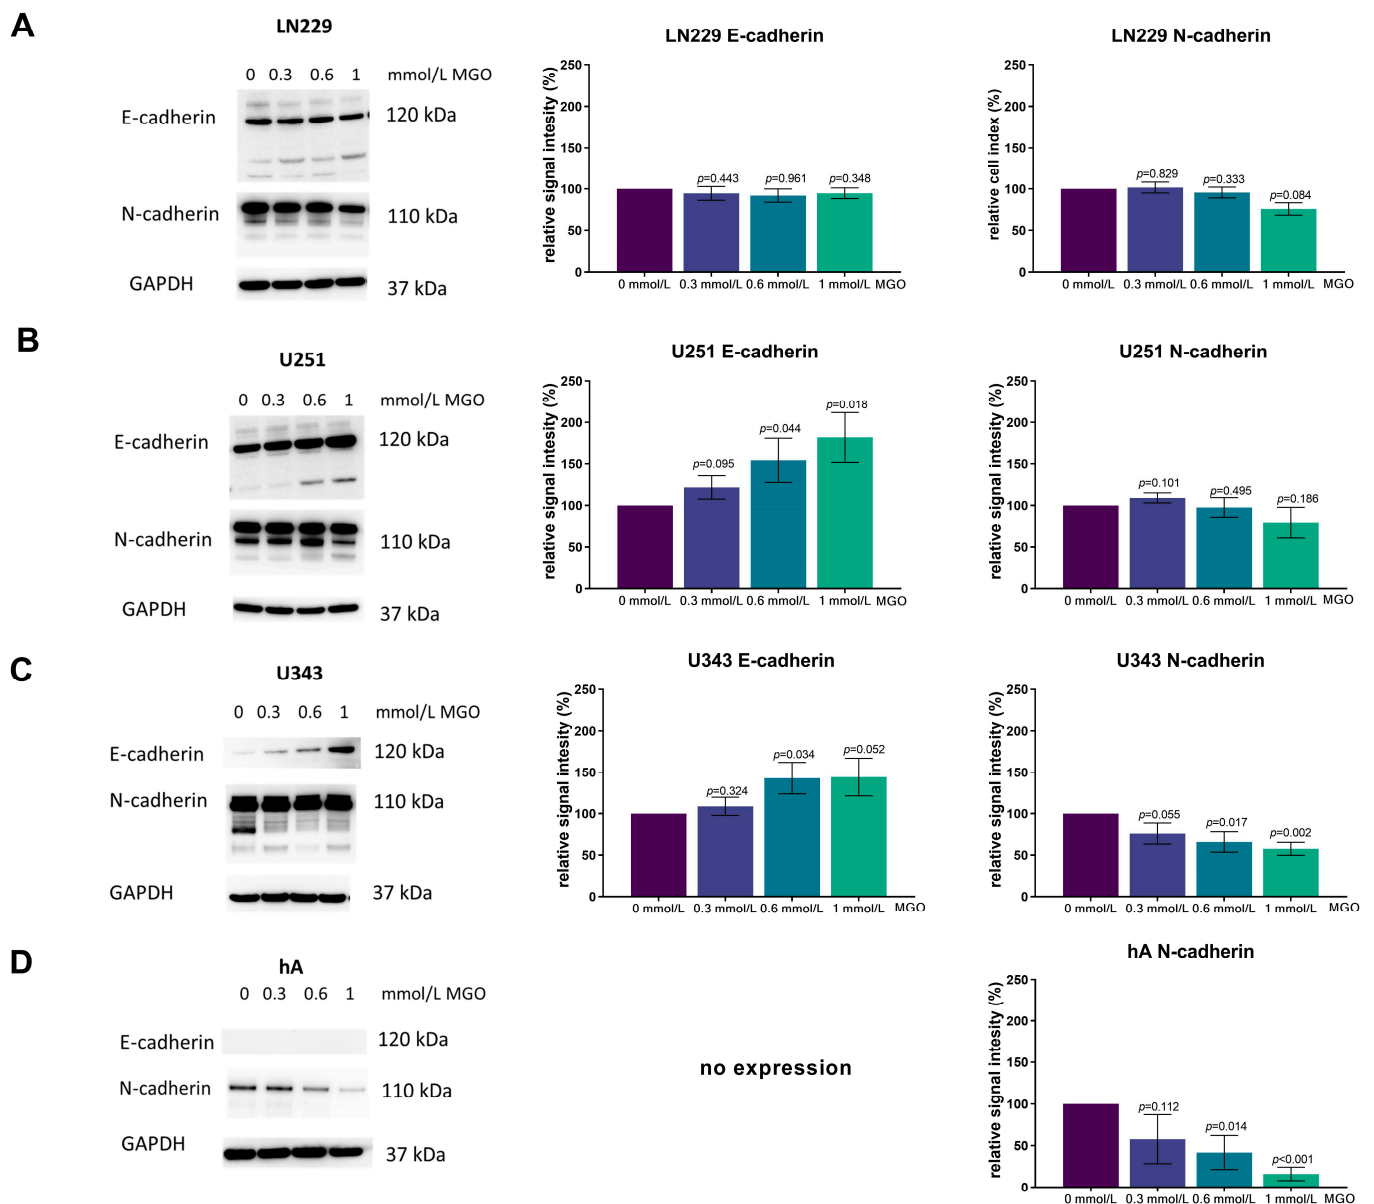 A
LN229
0 0.3 0.6 1 mmol/L MGO
E-cadherin 120 kDa
N-cadherin 110 kDa
GAPDH 37 kDa
LN229 E-cadherin
relative signal intesity (%)
250
200
150
100
50
0
p=0.443 p=0.961 p=0.348
0 mmol/L 0.3 mmol/L 0.6 mmol/L 1 mmol/L MGO
LN229 N-cadherin
relative cell index (%)
250
200
150
100
50
0
p=0.829 p=0.333 p=0.084
0 mmol/L 0.3 mmol/L 0.6 mmol/L 1 mmol/L MGO
B
U251
0 0.3 0.6 1 mmol/L MGO
E-cadherin 120 kDa
N-cadherin 110 kDa
GAPDH 37 kDa
U251 E-cadherin
relative signal intesity (%)
250
200
150
100
50
0
p=0.095 p=0.044 p=0.018
0 mmol/L 0.3 mmol/L 0.6 mmol/L 1 mmol/L MGO
U251 N-cadherin
relative signal intesity (%)
250
200
150
100
50
0
p=0.101 p=0.495 p=0.186
0 mmol/L 0.3 mmol/L 0.6 mmol/L 1 mmol/L MGO
C
U343
0 0.3 0.6 1 mmol/L MGO
E-cadherin 120 kDa
N-cadherin 110 kDa
GAPDH 37 kDa
U343 E-cadherin
relative signal intesity (%)
250
200
150
100
50
0
p=0.324 p=0.034 p=0.052
0 mmol/L 0.3 mmol/L 0.6 mmol/L 1 mmol/L MGO
U343 N-cadherin
relative signal intesity (%)
250
200
150
100
50
0
p=0.055 p=0.017 p=0.002
0 mmol/L 0.3 mmol/L 0.6 mmol/L 1 mmol/L MGO
D
hA
0 0.3 0.6 1 mmol/L MGO
E-cadherin 120 kDa
N-cadherin 110 kDa
GAPDH 37 kDa
no expression
hA N-cadherin
relative signal intesity (%)
250
200
150
100
50
0
p=0.112 p=0.014 p<0.001
0 mmol/L 0.3 mmol/L 0.6 mmol/L 1 mmol/L MGO